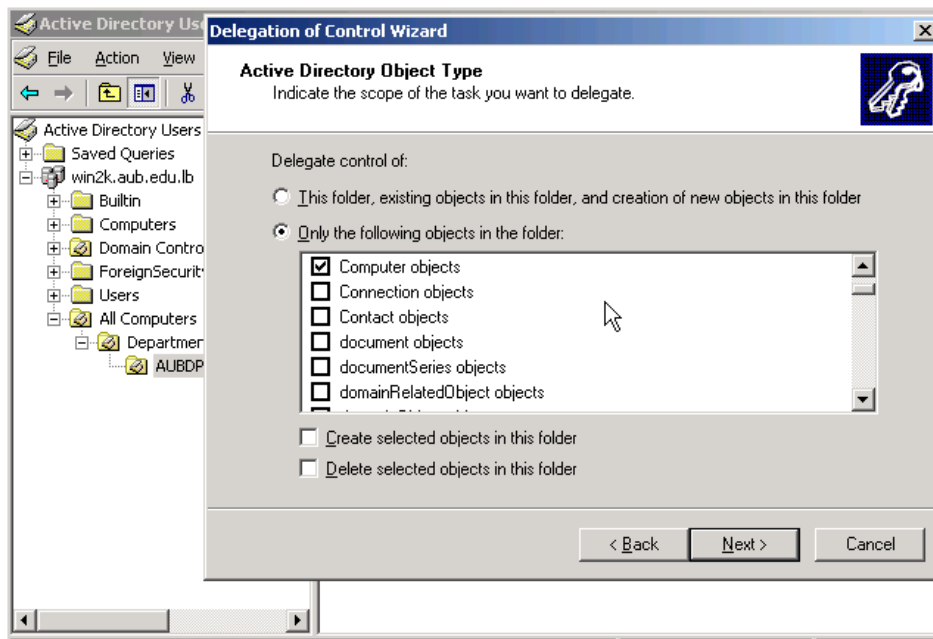 Active Directory Us
File Action View
Active Directory Users
Saved Queries
win2k.aub.edu.lb
Builtin
Computers
Domain Contro
ForeignSecurit
Users
All Computers
Departmen
AUBDP
Delegation of Control Wizard
Active Directory Object Type
Indicate the scope of the task you want to delegate.
Delegate control of:
This folder, existing objects in this folder, and creation of new objects in this folder
Only the following objects in the folder:
Computer objects
Connection objects
Contact objects
document objects
documentSeries objects
domainRelatedObject objects
Create selected objects in this folder
Delete selected objects in this folder
< Back Next > Cancel